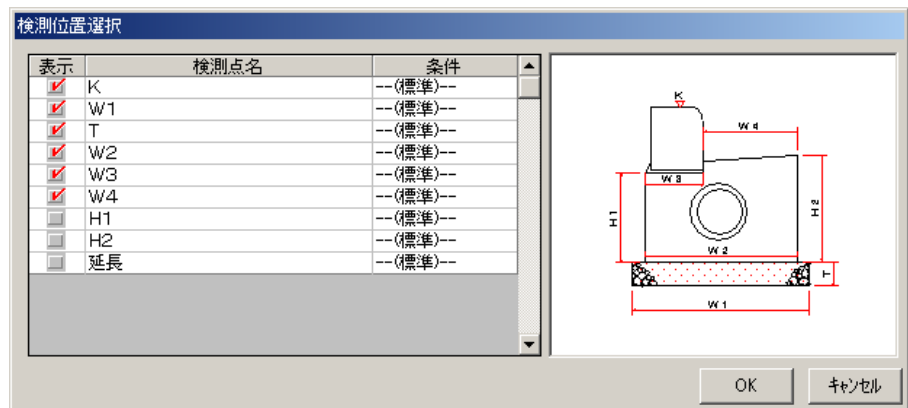 検測位置選択
表示 検測点名 条件
K --(標準)--
W1 --(標準)--
T --(標準)--
W2 --(標準)--
W3 --(標準)--
W4 --(標準)--
H1 --(標準)--
H2 --(標準)--
延長 --(標準)--
K
W4
W3
H1
H2
W2
T
W1
OK キャンセル